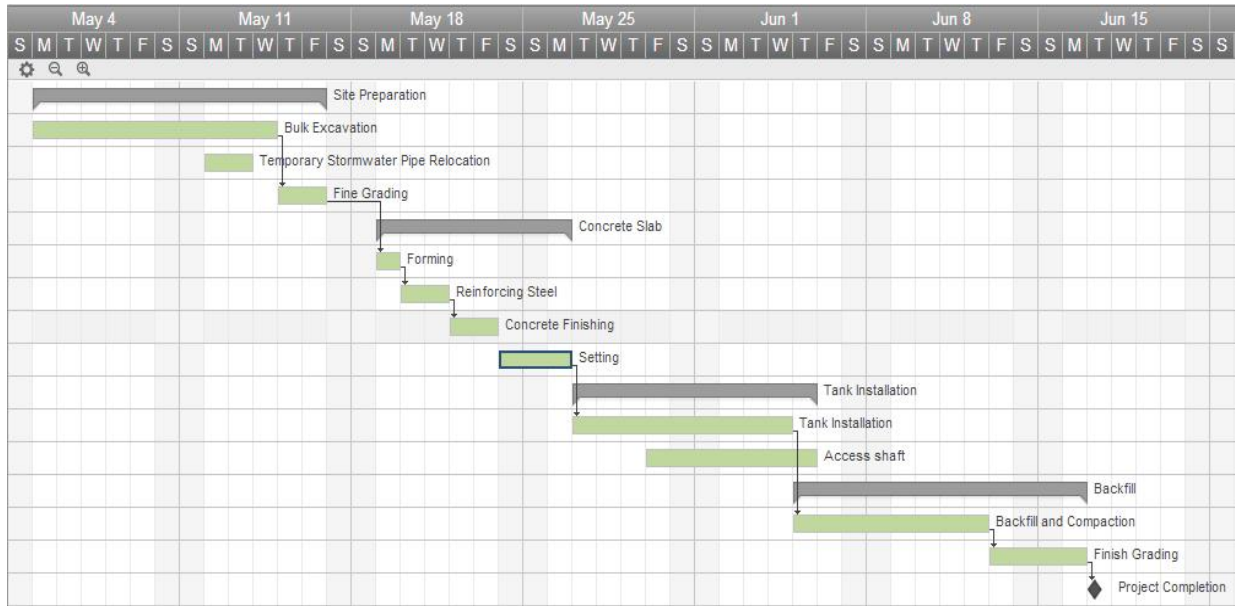 May 4 May 11 May 18 May 25 Jun 1 Jun 8 Jun 15
S M T W T F S S M T W T F S S M T W T F S S M T W T F S S M T W T F S S M T W T F S S M T W T F S S
Site Preparation
Bulk Excavation
Temporary Stormwater Pipe Relocation
Fine Grading
Concrete Slab
Forming
Reinforcing Steel
Concrete Finishing
Setting
Tank Installation
Tank Installation
Access shaft
Backfill
Backfill and Compaction
Finish Grading
Project Completion